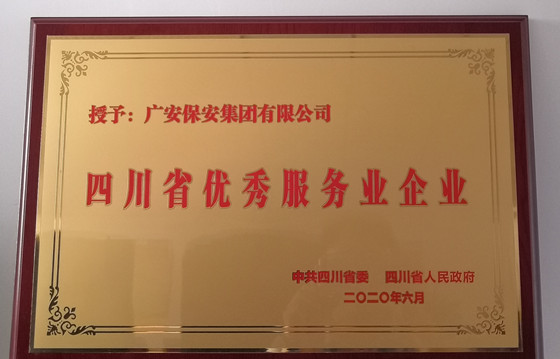 授予：广安保安集团有限公司
四川省优秀服务业企业
中共四川省委 四川省人民政府
二〇二〇年六月